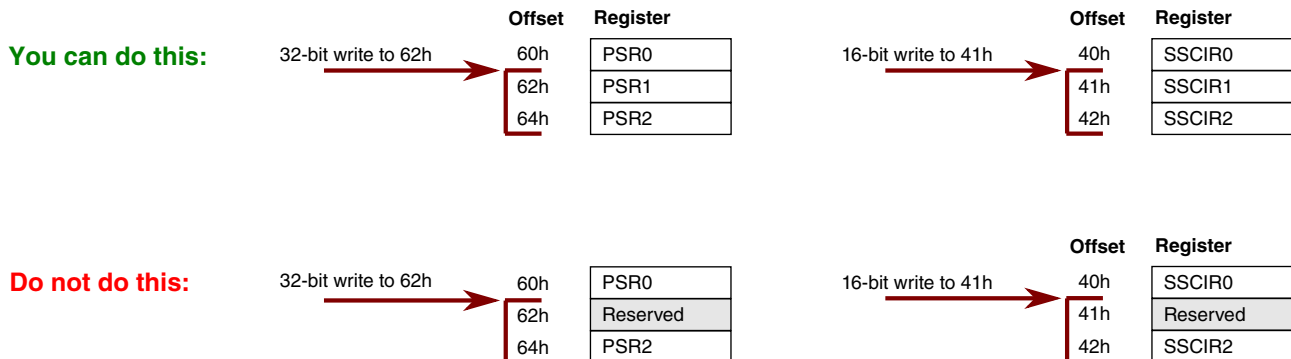 Offset Register Offset Register
You can do this: 32-bit write to 62h 60h PSR0 16-bit write to 41h 40h SSCIR0
62h PSR1 41h SSCIR1
64h PSR2 42h SSCIR2
Offset Register
Do not do this: 32-bit write to 62h 60h PSR0 16-bit write to 41h 40h SSCIR0
62h Reserved 41h Reserved
64h PSR2 42h SSCIR2